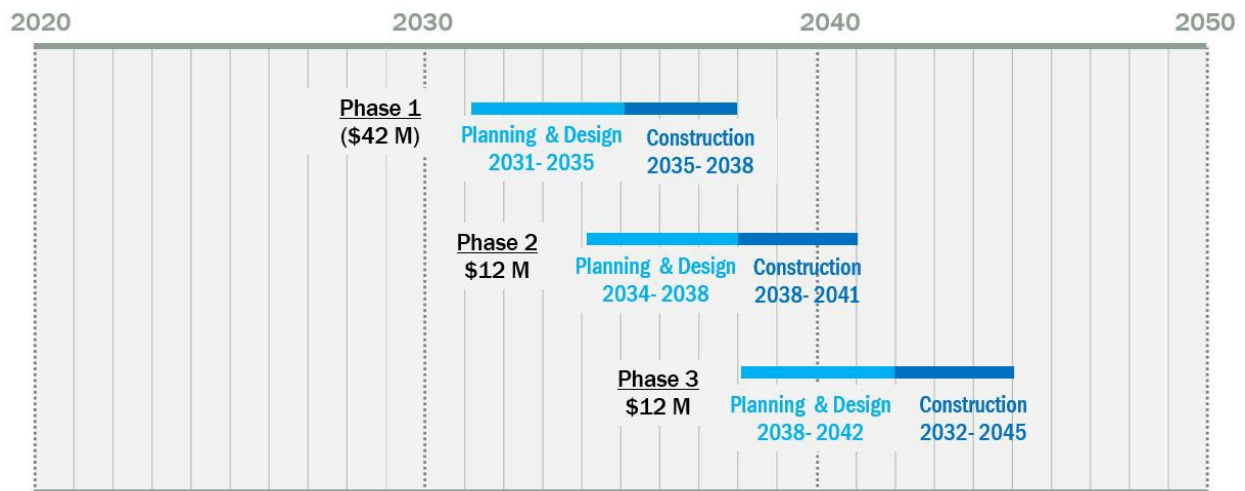 2020 2030 2040 2050
Phase 1
($42 M)
Planning & Design
2031- 2035
Construction
2035- 2038
Phase 2
$12 M
Planning & Design
2034- 2038
Construction
2038- 2041
Phase 3
$12 M
Planning & Design
2038- 2042
Construction
2032- 2045